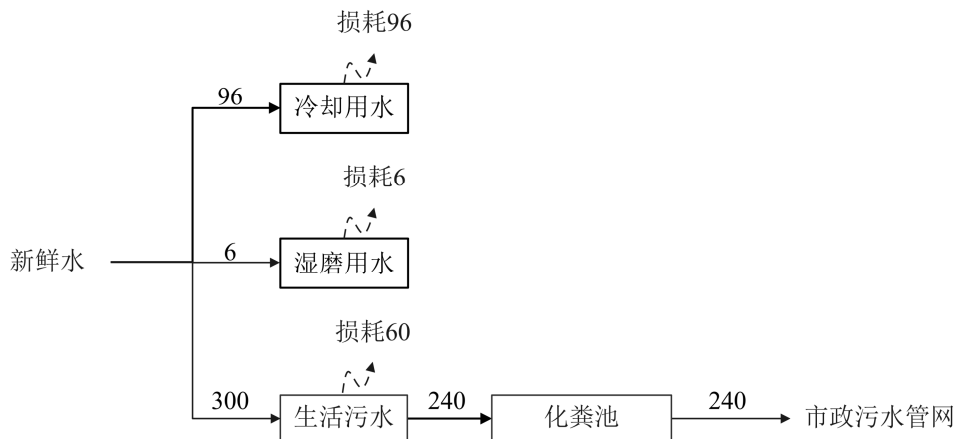 损耗96
96
冷却用水
损耗6
新鲜水
6
湿磨用水
损耗60
300
生活污水
240
化粪池
240
市政污水管网